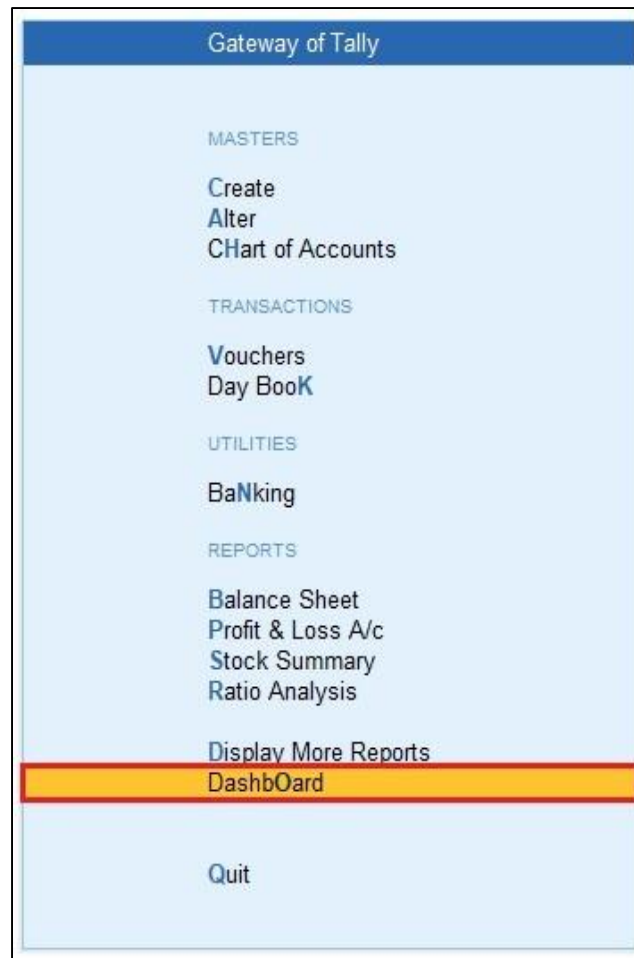 Gateway of Tally
MASTERS
Create
Alter
CHart of Accounts
TRANSACTIONS
Vouchers
Day BooK
UTILITIES
BaNking
REPORTS
Balance Sheet
Profit & Loss A/c
Stock Summary
Ratio Analysis
Display More Reports
DashbOard
Quit